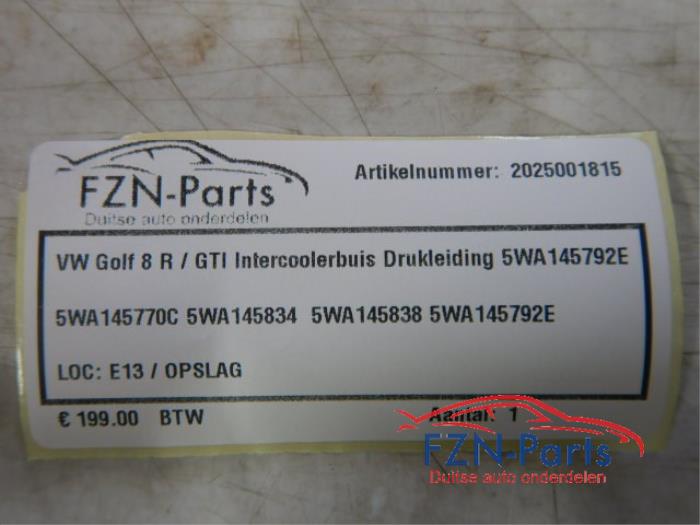 Artikelnummer: 2025001815
FZN-Parts
Duitse auto onderdelen
VW Golf 8 R / GTI Intercoolerbuis Drukleiding 5WA145792E
5WA145770C 5WA145834 5WA145838 5WA145792E
LOC: E13 / OPSLAG
€ 199.00 BTW
Aantal: 1
FZN-Parts
Duitse auto onderdelen